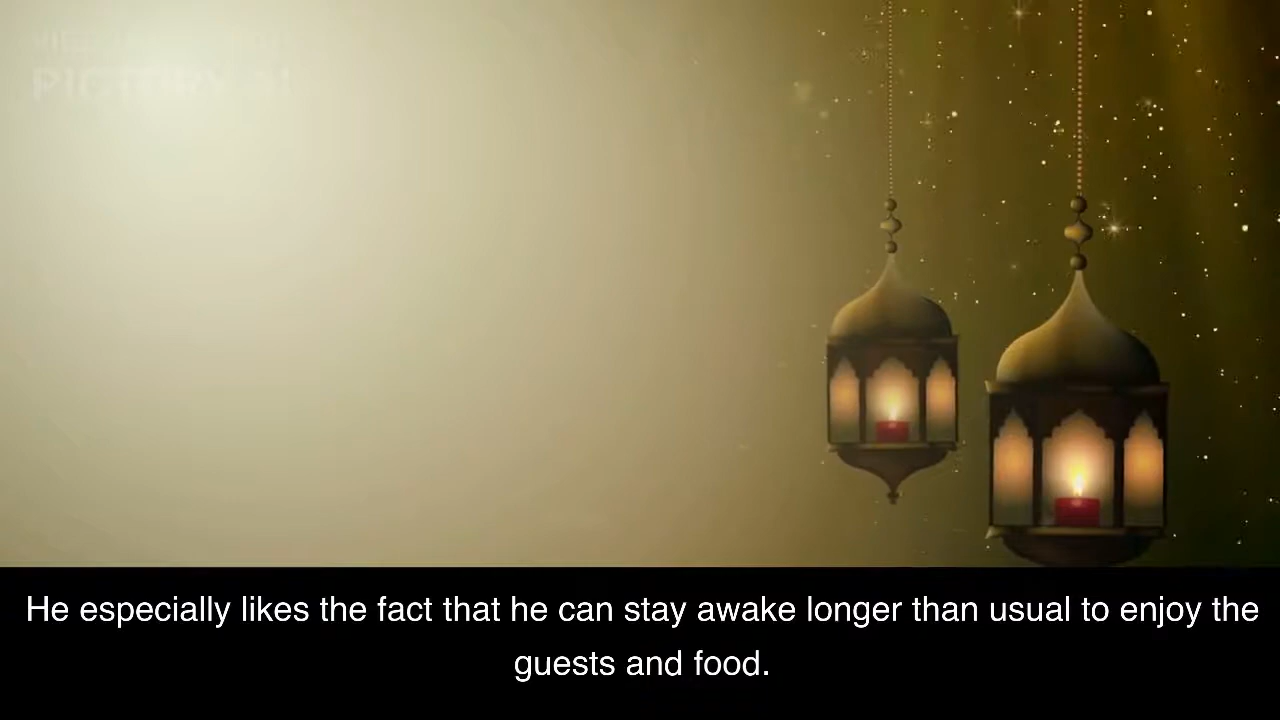 He especially likes the fact that he can stay awake longer than usual to enjoy the
guests and food.